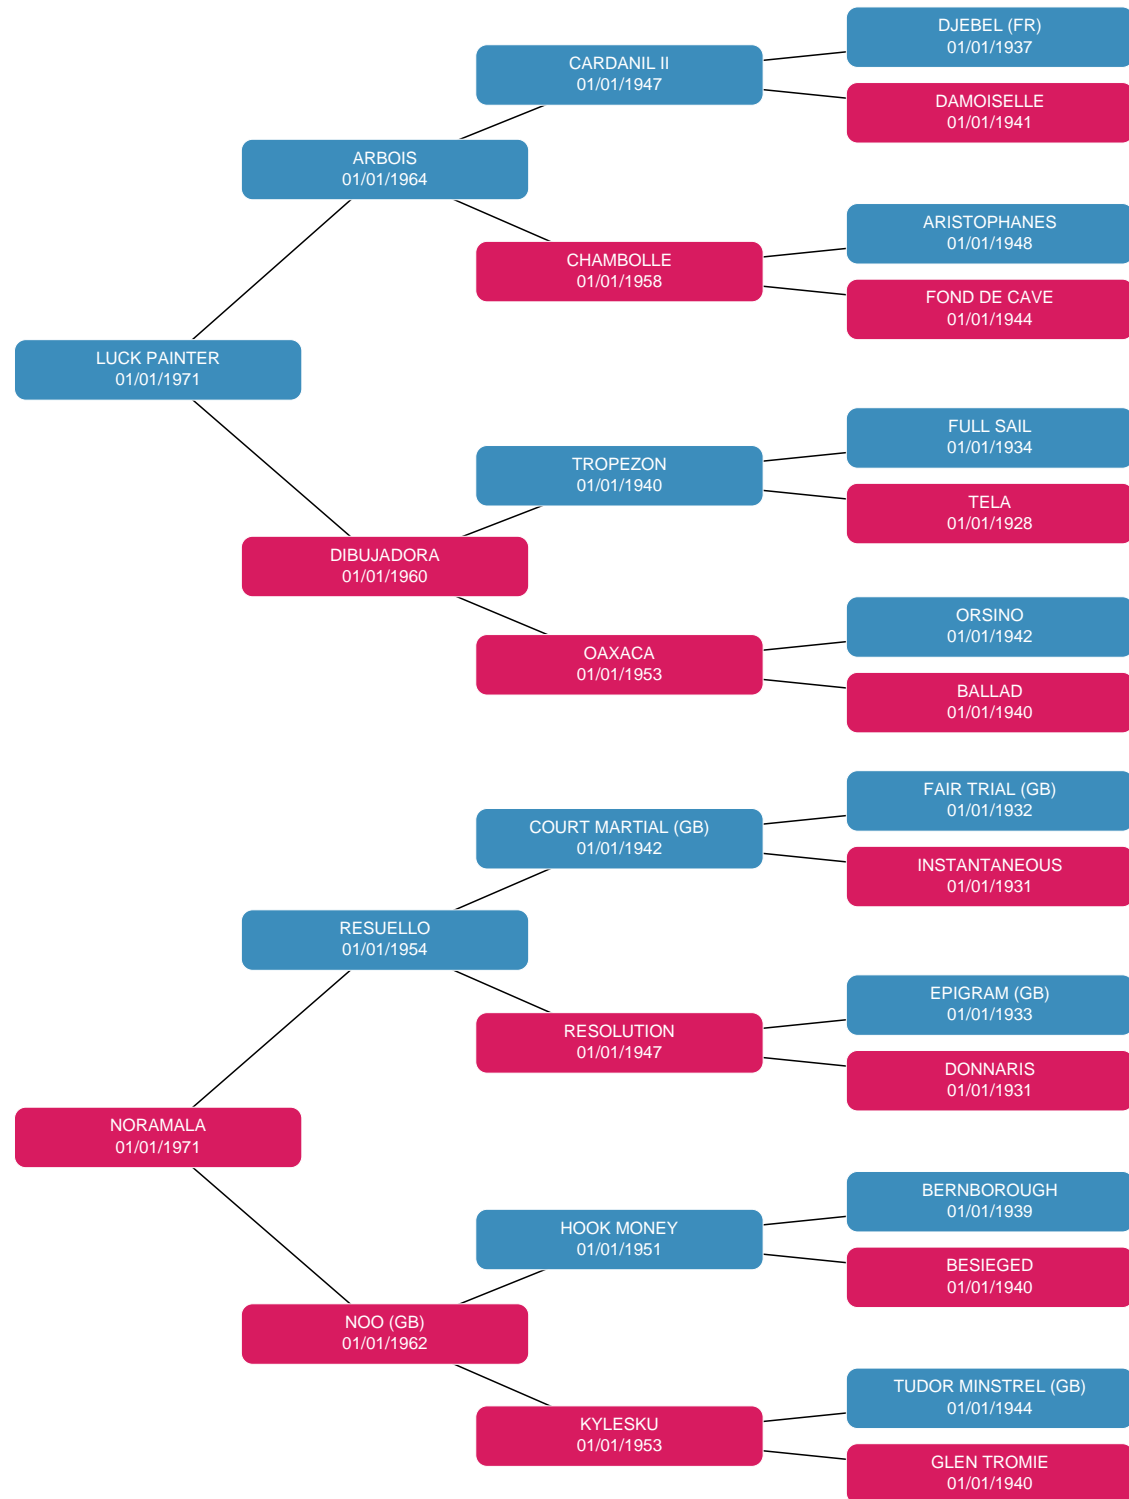 DJEBEL (FR)
01/01/1937
CARDANIL II
01/01/1947
DAMOISELLE
01/01/1941
ARBOIS
01/01/1964
ARISTOPHANES
01/01/1948
CHAMBOLLE
01/01/1958
FOND DE CAVE
01/01/1944
LUCK PAINTER
01/01/1971
FULL SAIL
01/01/1934
TROPEZON
01/01/1940
TELA
01/01/1928
DIBUJADORA
01/01/1960
ORSINO
01/01/1942
OAXACA
01/01/1953
BALLAD
01/01/1940
FAIR TRIAL (GB)
01/01/1932
COURT MARTIAL (GB)
01/01/1942
INSTANTANEOUS
01/01/1931
RESUELLO
01/01/1954
EPIGRAM (GB)
01/01/1933
RESOLUTION
01/01/1947
DONNARIS
01/01/1931
NORAMALA
01/01/1971
BERNBOROUGH
01/01/1939
HOOK MONEY
01/01/1951
BESIEGED
01/01/1940
NOO (GB)
01/01/1962
TUDOR MINSTREL (GB)
01/01/1944
KYLESKU
01/01/1953
GLEN TROMIE
01/01/1940